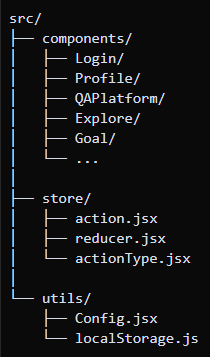 src/
├── components/
│   ├── Login/
│   ├── Profile/
│   ├── QAPlatform/
│   ├── Explore/
│   ├── Goal/
│   └── ...
│
├── store/
│   ├── action.jsx
│   ├── reducer.jsx
│   └── actionType.jsx
│
└── utils/
    ├── Config.jsx
    └── localStorage.js